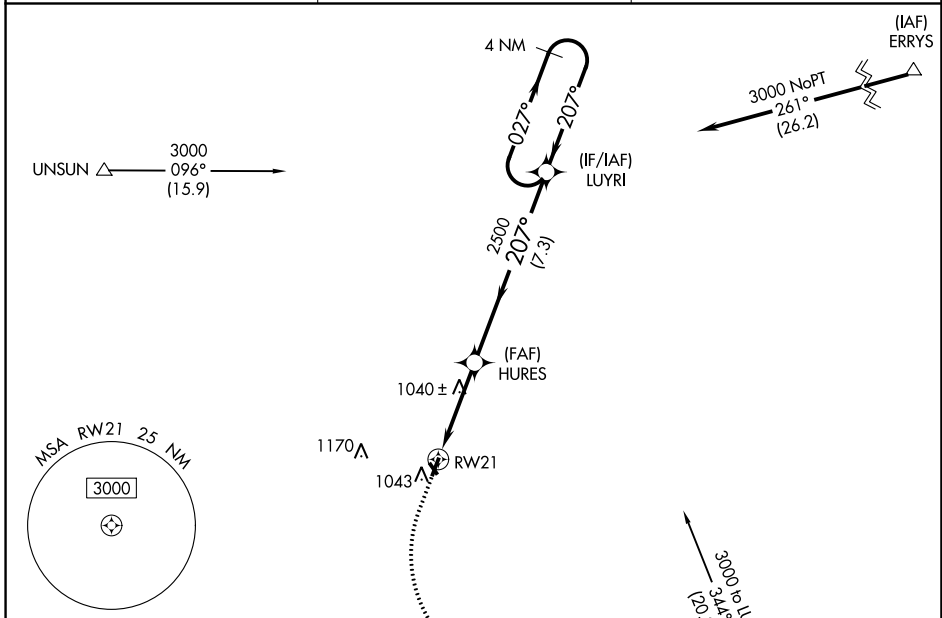 (IAF)
ERRYS
4 NM
3000 NoPT
261°
(26.2)
027°
207°
UNSUN
3000
096°
(15.9)
(IF/IAF)
LUYRI
2500
207°
(7.3)
(FAF)
HURES
1040 ±
1170
1043
RW21
MSA RW21 25 NM
3000
3000 to
344°